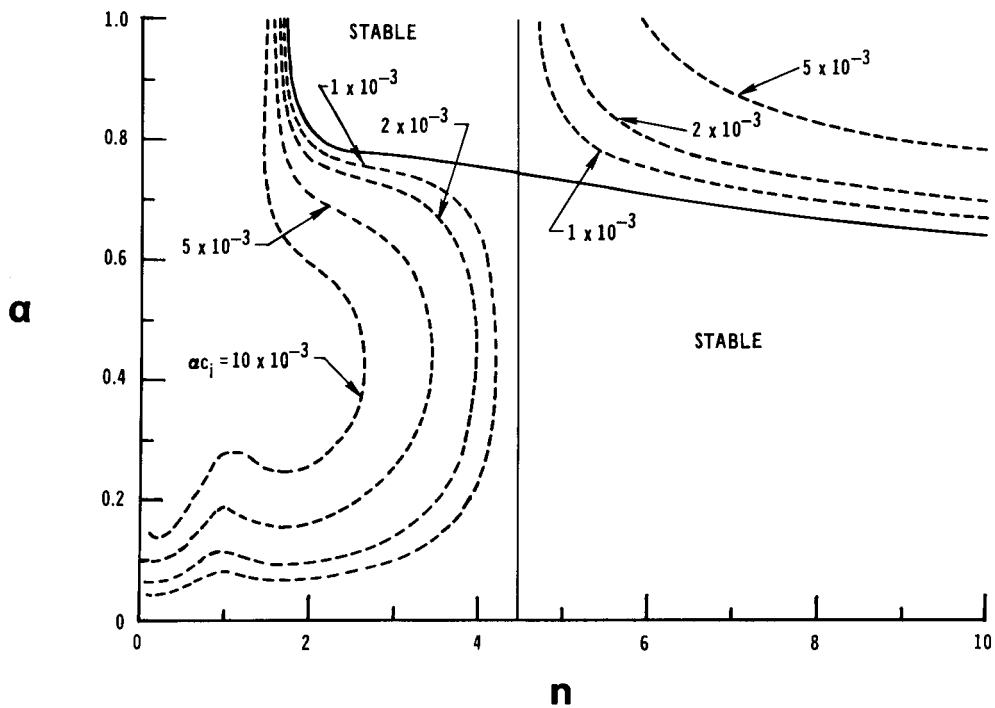 1.0
STABLE
1 x 10⁻³
2 x 10⁻³
5 x 10⁻³
0.8
2 x 10⁻³
1 x 10⁻³
5 x 10⁻³
0.6
α
STABLE
αcᵢ = 10 x 10⁻³
0.4
0.2
0
0 2 4 6 8 10
n